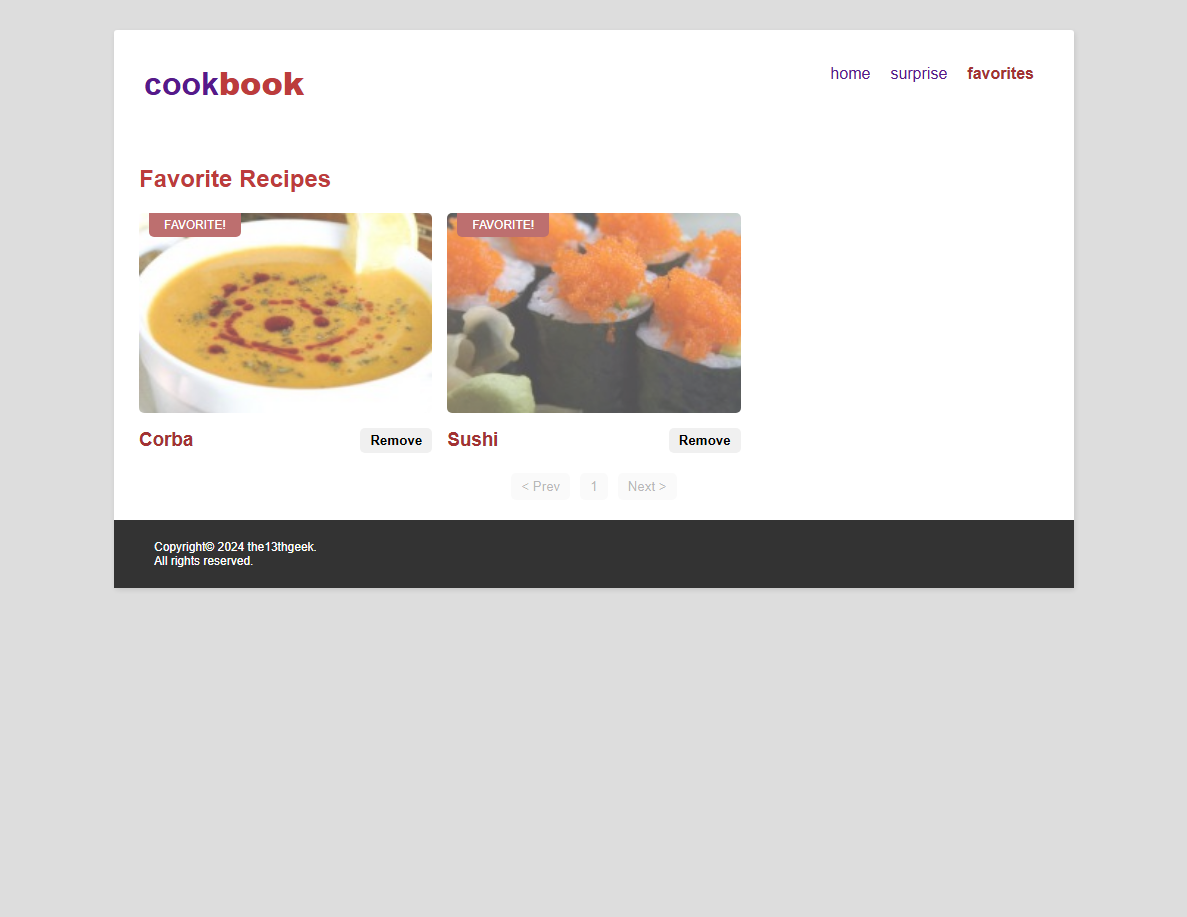 cookbook
home surprise favorites
Favorite Recipes
FAVORITE! FAVORITE!
Corba Remove Sushi Remove
< Prev 1 Next >
Copyright© 2024 the13thgeek.
All rights reserved.